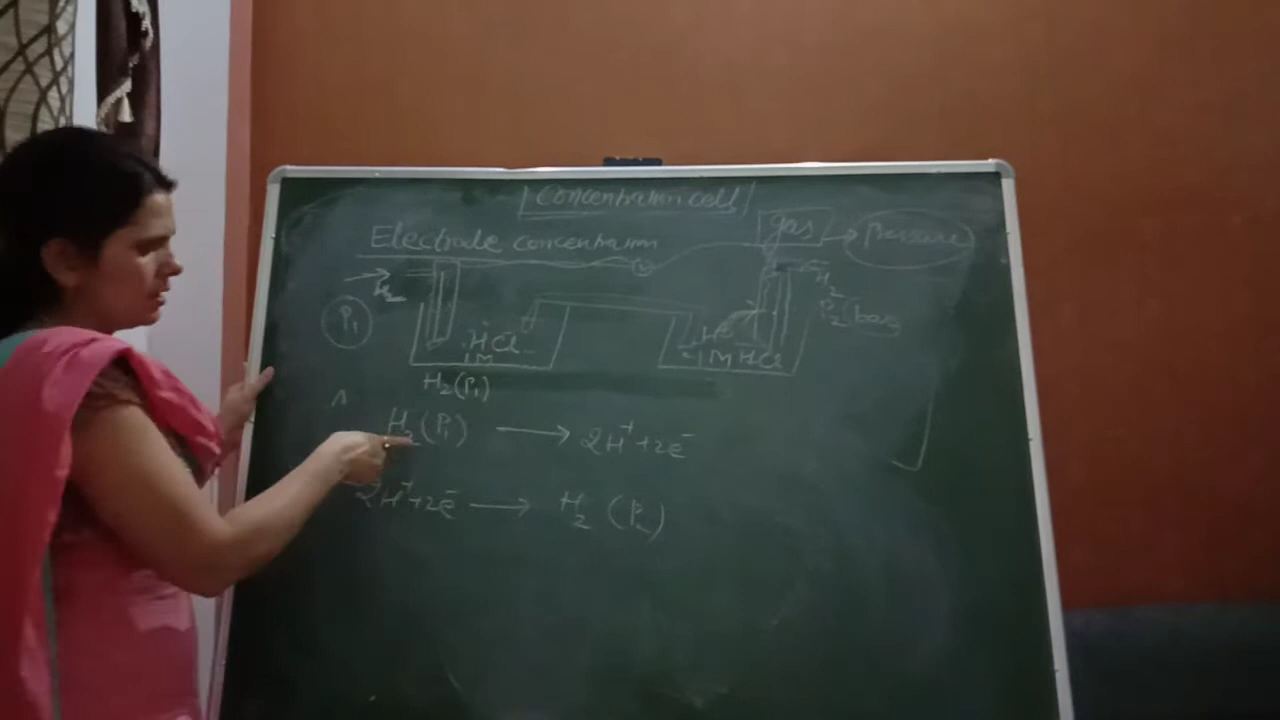 Concentration cell
gas → Pressure
Electrode concentration
H₂
H₂
P₁
P₂ (bar)
HCl
1M
1M HCl
H₂(P₁)
A
H₂(P₁) → 2H⁺+2e⁻
2H⁺+2e⁻ → H₂ (P₂)